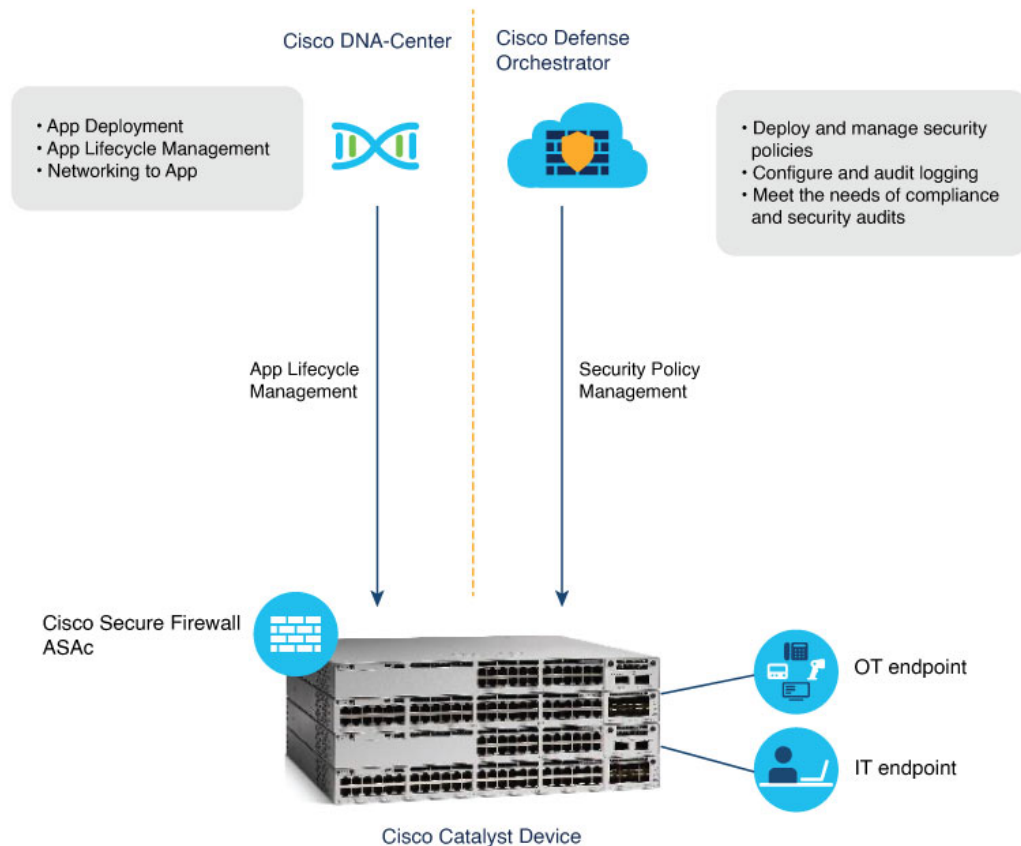 Cisco DNA-Center
Cisco Defense
Orchestrator
• App Deployment
• App Lifecycle Management
• Networking to App
• Deploy and manage security
policies
• Configure and audit logging
• Meet the needs of compliance
and security audits
App Lifecycle
Management
Security Policy
Management
Cisco Secure Firewall
ASAc
OT endpoint
IT endpoint
Cisco Catalyst Device